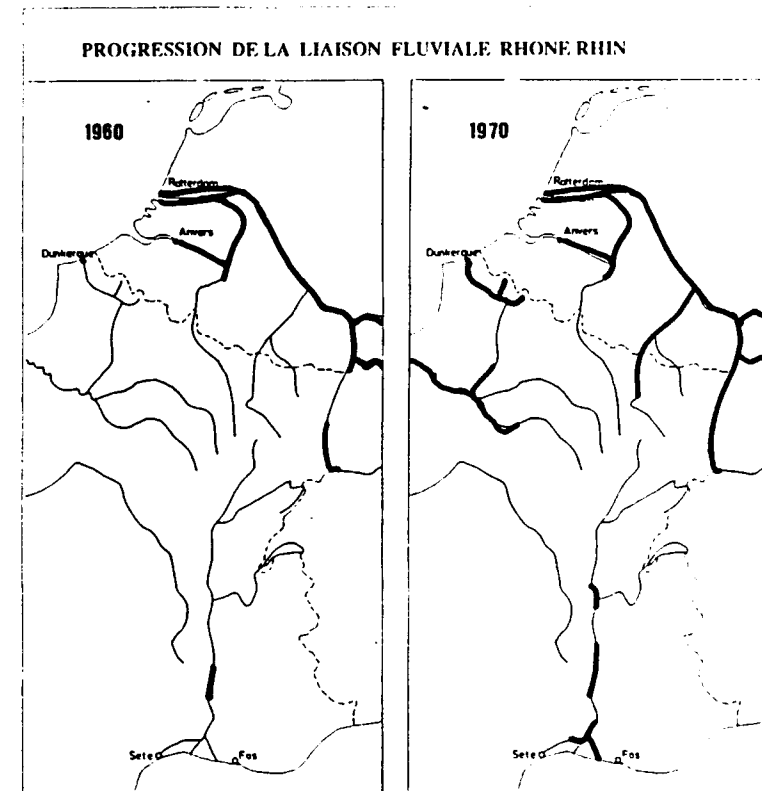 PROGRESSION DE LA LIAISON FLUVIALE RHONE RHIN
1960
Rotterdam
Anvers
Dunkerque
Sete
Fos
1970
Rotterdam
Anvers
Dunkerque
Sete
Fos